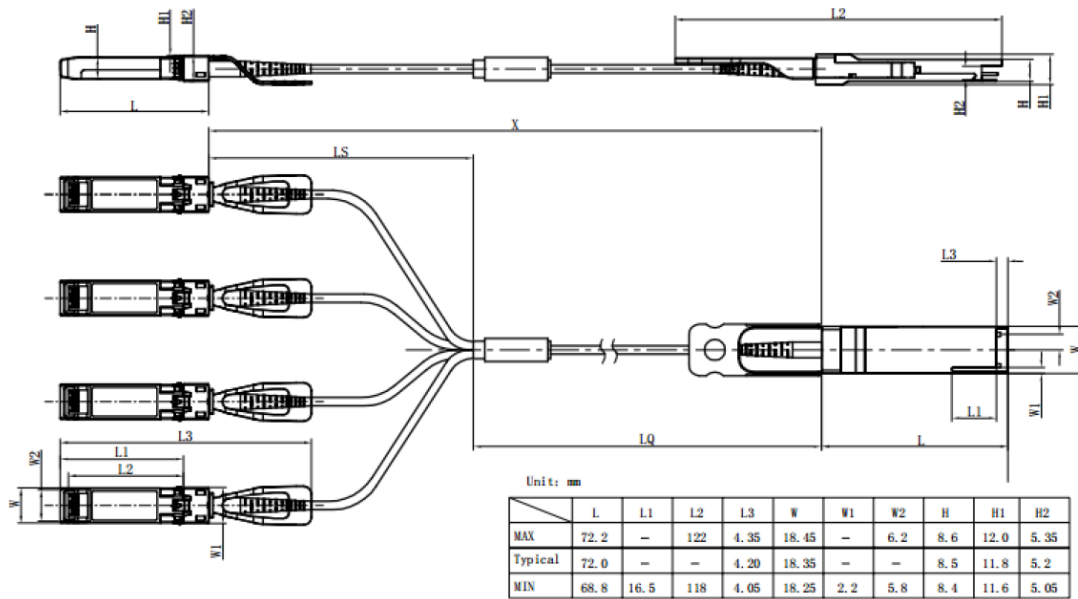 L2
H
H1
H2
L
H2
H
H1
X
LS
L3
W2
W
W1
L1
L3
L1
L2
W2
W
W1
LQ
L
Unit: mm
L L1 L2 L3 W W1 W2 H H1 H2
MAX 72.2 - 122 4.35 18.45 - 6.2 8.6 12.0 5.35
Typical 72.0 - - 4.20 18.35 - - 8.5 11.8 5.2
MIN 68.8 16.5 118 4.05 18.25 2.2 5.8 8.4 11.6 5.05